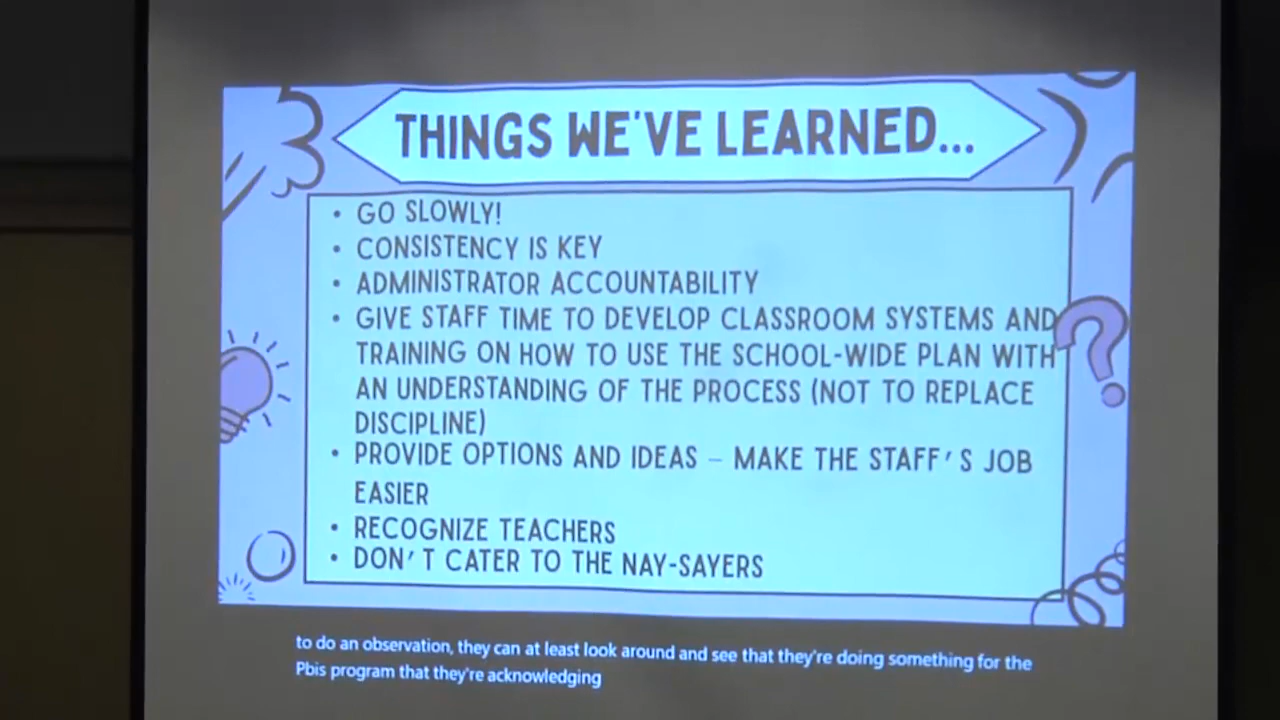 THINGS WE'VE LEARNED...
• GO SLOWLY!
• CONSISTENCY IS KEY
• ADMINISTRATOR ACCOUNTABILITY
• GIVE STAFF TIME TO DEVELOP CLASSROOM SYSTEMS AND
TRAINING ON HOW TO USE THE SCHOOL-WIDE PLAN WITH
AN UNDERSTANDING OF THE PROCESS (NOT TO REPLACE
DISCIPLINE)
• PROVIDE OPTIONS AND IDEAS – MAKE THE STAFF'S JOB
EASIER
• RECOGNIZE TEACHERS
• DON'T CATER TO THE NAY-SAYERS
to do an observation, they can at least look around and see that they're doing something for the
Pbis program that they're acknowledging